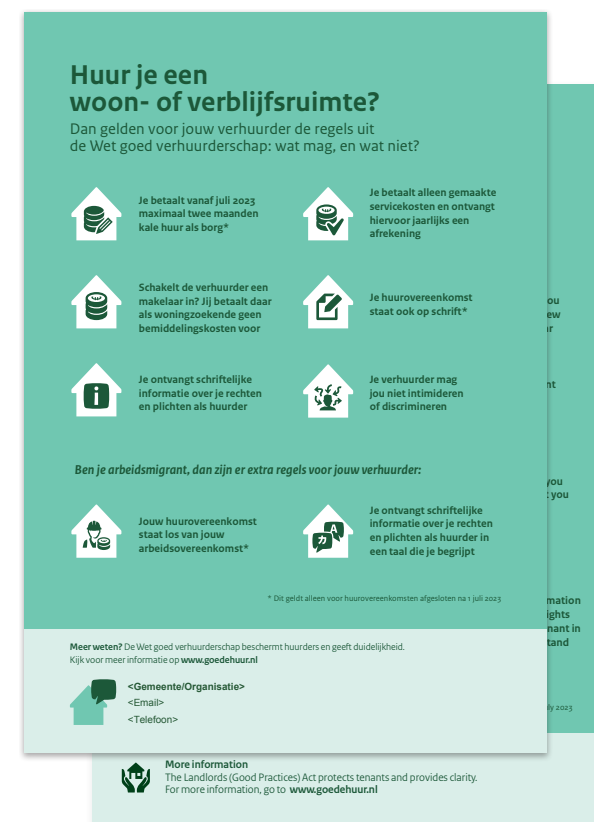 Huur je een
woon- of verblijfsruimte?
Dan gelden voor jouw verhuurder de regels uit
de Wet goed verhuurderschap: wat mag, en wat niet?
Je betaalt vanaf juli 2023
maximaal twee maanden
kale huur als borg*
Je betaalt alleen gemaakte
servicekosten en ontvangt
hiervoor jaarlijks een
afrekening
Schakelt de verhuurder een
makelaar in? Jij betaalt daar
als woningzoekende geen
bemiddelingskosten voor
Je huurovereenkomst
staat ook op schrift*
Je ontvangt schriftelijke
informatie over je rechten
en plichten als huurder
Je verhuurder mag
jou niet intimideren
of discrimineren
Ben je arbeidsmigrant, dan zijn er extra regels voor jouw verhuurder:
Jouw huurovereenkomst
staat los van jouw
arbeidsovereenkomst*
Je ontvangt schriftelijke
informatie over je rechten
en plichten als huurder in
een taal die je begrijpt
* Dit geldt alleen voor huurovereenkomsten afgesloten na 1 juli 2023
Meer weten? De Wet goed verhuurderschap beschermt huurders en geeft duidelijkheid.
Kijk voor meer informatie op www.goedehuur.nl
<Gemeente/Organisatie>
<Email>
<Telefoon>
More information
The Landlords (Good Practices) Act protects tenants and provides clarity.
For more information, go to www.goedehuur.nl